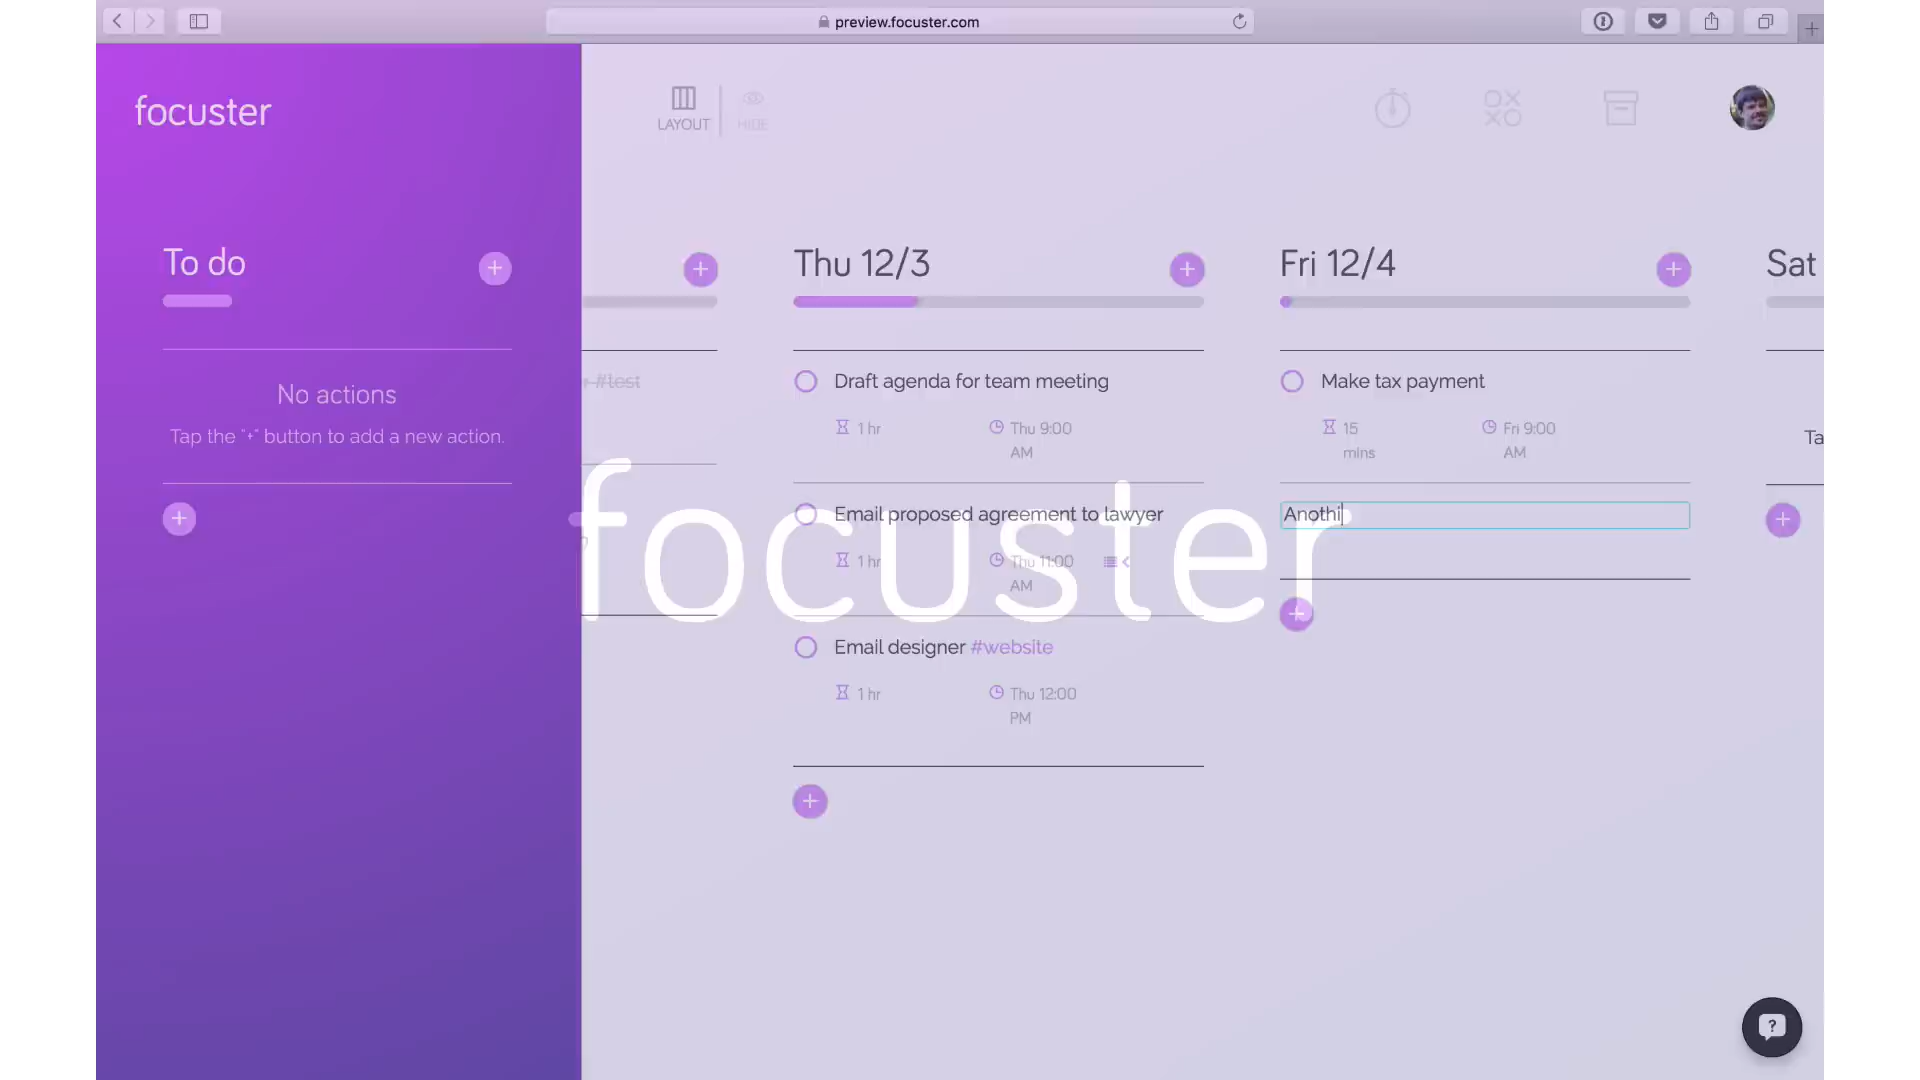 preview.focuster.com
focuster
LAYOUT
HIDE
To do
No actions
Tap the "+" button to add a new action.
#test
Thu 12/3
Draft agenda for team meeting
1 hr
Thu 9:00
AM
Email proposed agreement to lawyer
1 hr
Thu 11:00
AM
Email designer #website
1 hr
Thu 12:00
PM
Fri 12/4
Make tax payment
15
mins
Fri 9:00
AM
Anothi
Sat
Ta
focuster